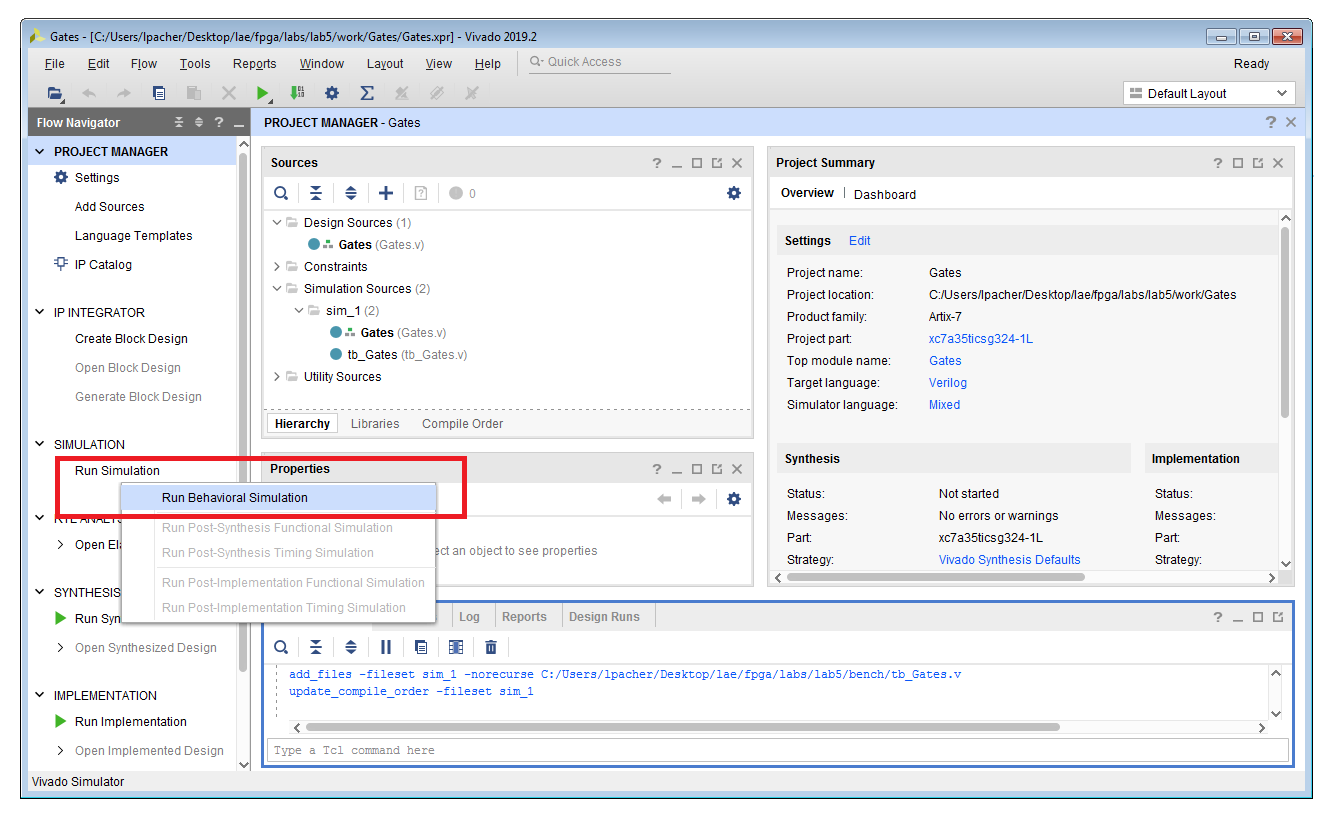 Gates - [C:/Users/lpacher/Desktop/lae/fpga/labs/lab5/work/Gates/Gates.xpr] - Vivado 2019.2
File Edit Flow Tools Reports Window Layout View Help Quick Access Ready
Default Layout
Flow Navigator
PROJECT MANAGER
Settings
Add Sources
Language Templates
IP Catalog
IP INTEGRATOR
Create Block Design
Open Block Design
Generate Block Design
SIMULATION
Run Simulation
Run Behavioral Simulation
Run Post-Synthesis Functional Simulation
Run Post-Synthesis Timing Simulation
Run Post-Implementation Functional Simulation
Run Post-Implementation Timing Simulation
Open
SYNTHESIS
Run
Open Synthesized Design
IMPLEMENTATION
Run Implementation
Open Implemented Design
PROJECT MANAGER - Gates
Sources
0
Design Sources (1)
Gates (Gates.v)
Constraints
Simulation Sources (2)
sim_1 (2)
Gates (Gates.v)
tb_Gates (tb_Gates.v)
Utility Sources
Hierarchy Libraries Compile Order
Properties
an object to see properties
Project Summary
Overview Dashboard
Settings Edit
Project name: Gates
Project location: C:/Users/lpacher/Desktop/lae/fpga/labs/lab5/work/Gates
Product family: Artix-7
Project part: xc7a35ticsg324-1L
Top module name: Gates
Target language: Verilog
Simulator language: Mixed
Synthesis Implementation
Status: Not started Status:
Messages: No errors or warnings Messages:
Part: xc7a35ticsg324-1L Part:
Strategy: Vivado Synthesis Defaults Strategy:
Log Reports Design Runs
add_files -fileset sim_1 -norecurse C:/Users/lpacher/Desktop/lae/fpga/labs/lab5/bench/tb_Gates.v
update_compile_order -fileset sim_1
Type a Tcl command here
Vivado Simulator